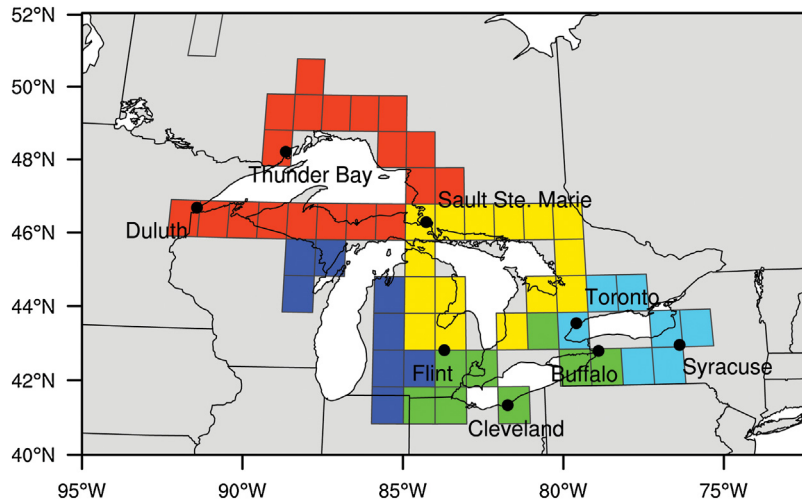 52°N
50°N
48°N
46°N
44°N
42°N
40°N
Thunder Bay
Sault Ste. Marie
Duluth
Toronto
Flint
Buffalo
Syracuse
Cleveland
95°W
90°W
85°W
80°W
75°W